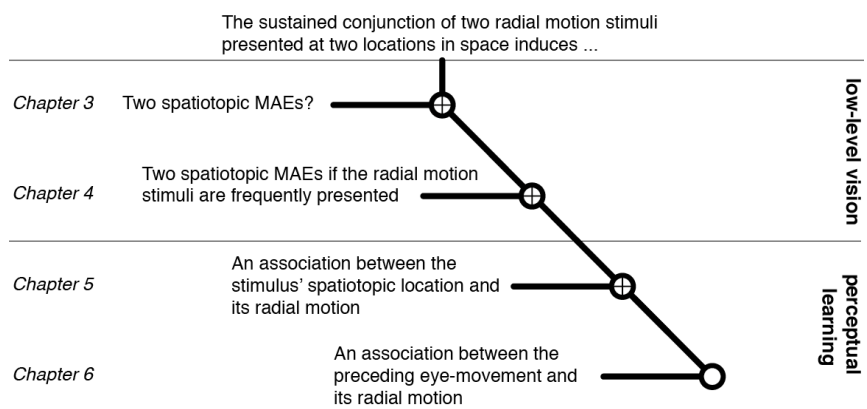 The sustained conjunction of two radial motion stimuli
presented at two locations in space induces ...
Chapter 3
Two spatiotopic MAEs?
low-level vision
Chapter 4
Two spatiotopic MAEs if the radial motion
stimuli are frequently presented
Chapter 5
An association between the
stimulus' spatiotopic location and
its radial motion
perceptual
learning
Chapter 6
An association between the
preceding eye-movement and
its radial motion